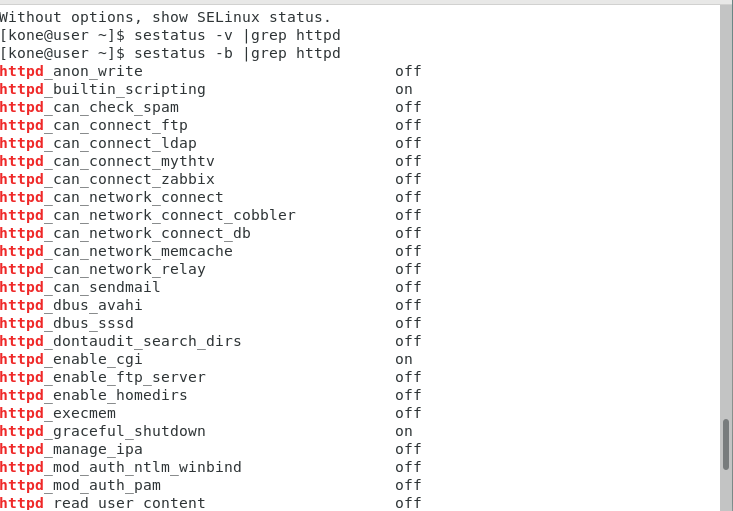 Without options, show SELinux status.
[kone@user ~]$ sestatus -v |grep httpd
[kone@user ~]$ sestatus -b |grep httpd
httpd_anon_write                            off
httpd_builtin_scripting                     on
httpd_can_check_spam                        off
httpd_can_connect_ftp                       off
httpd_can_connect_ldap                      off
httpd_can_connect_mythtv                    off
httpd_can_connect_zabbix                    off
httpd_can_network_connect                   off
httpd_can_network_connect_cobbler           off
httpd_can_network_connect_db                off
httpd_can_network_memcache                  off
httpd_can_network_relay                     off
httpd_can_sendmail                          off
httpd_dbus_avahi                            off
httpd_dbus_sssd                             off
httpd_dontaudit_search_dirs                 off
httpd_enable_cgi                            on
httpd_enable_ftp_server                     off
httpd_enable_homedirs                       off
httpd_execmem                               off
httpd_graceful_shutdown                     on
httpd_manage_ipa                            off
httpd_mod_auth_ntlm_winbind                 off
httpd_mod_auth_pam                          off
httpd_read_user_content                     off